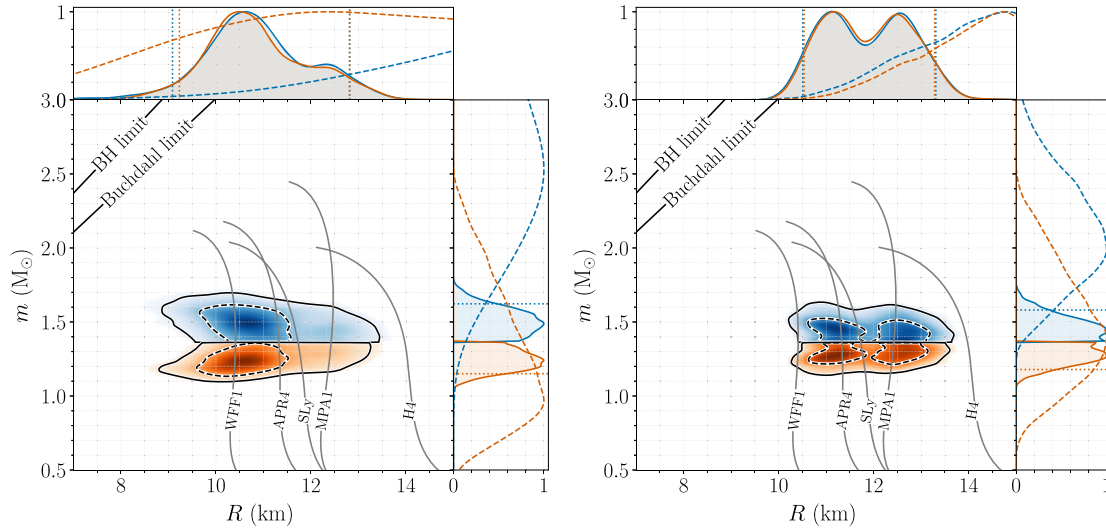 1
3.0
2.5
2.0
1.5
1.0
0.5
m (M⊙)
BH limit
Buchdahl limit
WFF1
APR4
SLy
MPA1
H4
8 10 12 14 0 1
R (km)
1
3.0
2.5
2.0
1.5
1.0
0.5
m (M⊙)
BH limit
Buchdahl limit
WFF1
APR4
SLy
MPA1
H4
8 10 12 14 0 1
R (km)